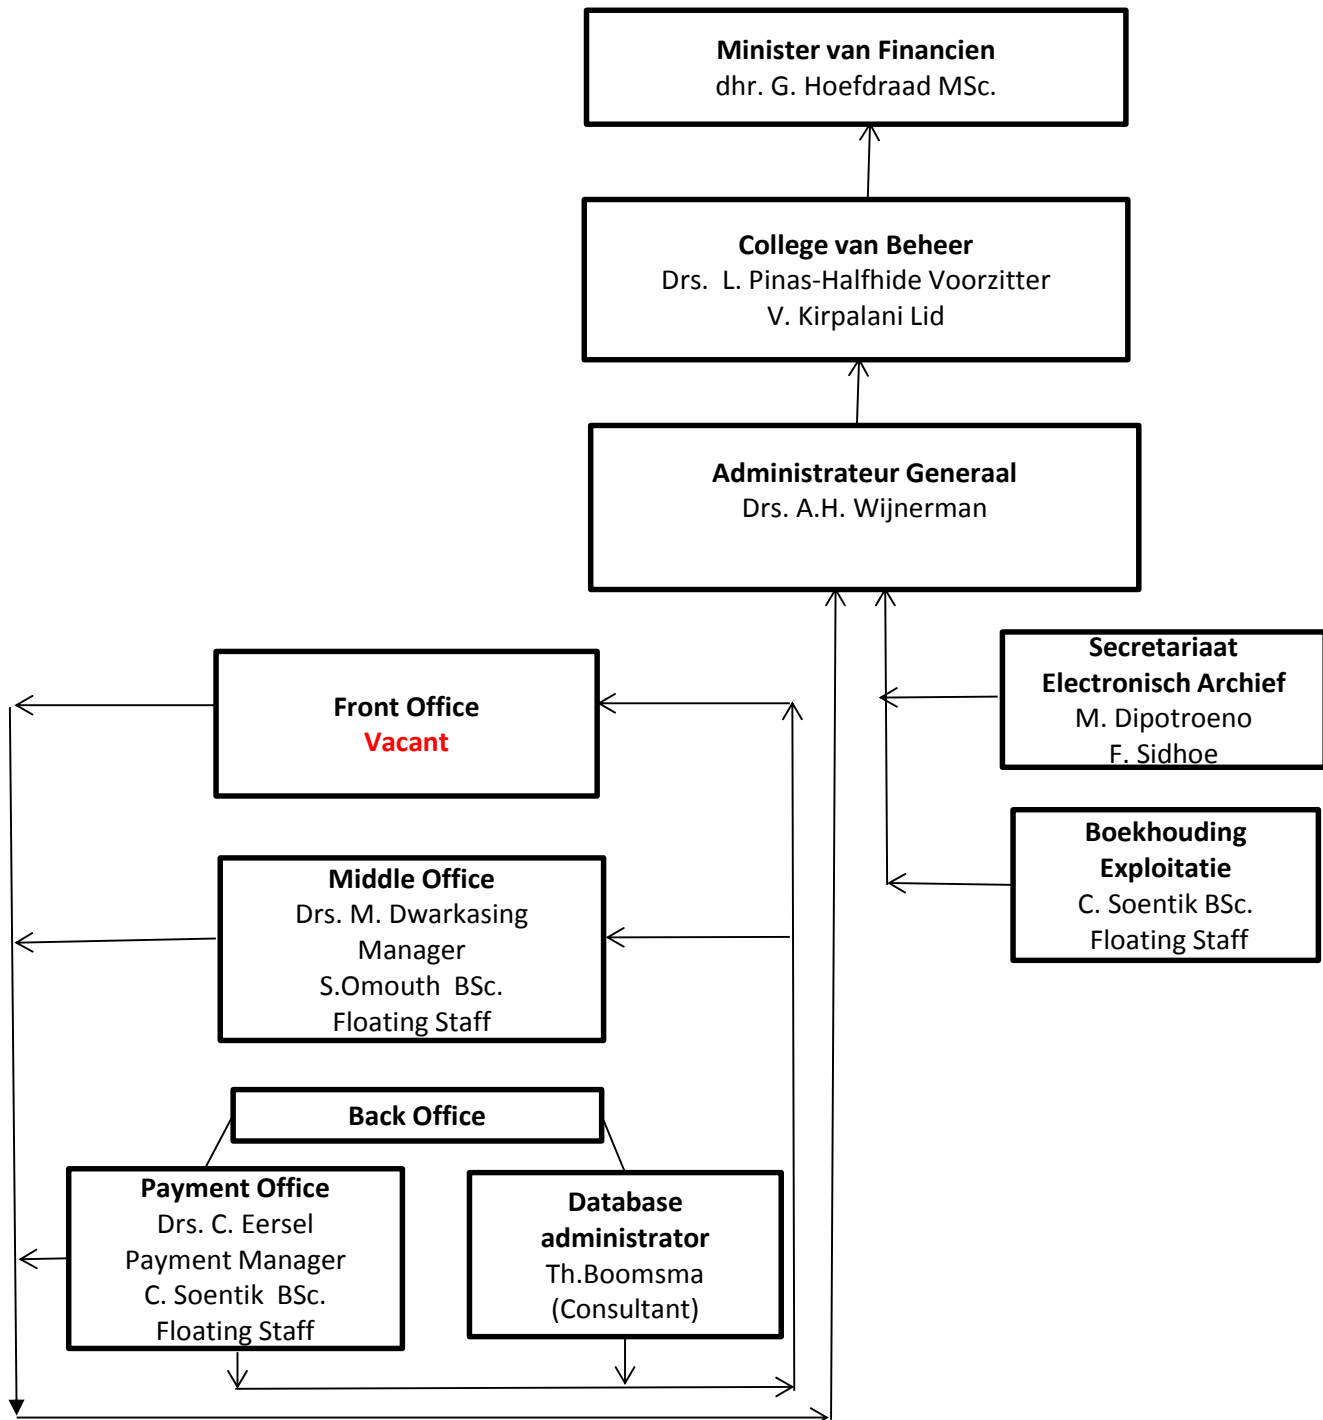 Minister van Financien
dhr. G. Hoefdraad MSc.
College van Beheer
Drs. L. Pinas-Halfhide Voorzitter
V. Kirpalani Lid
Administrateur Generaal
Drs. A.H. Wijnerman
Secretariaat
Electronisch Archief
M. Dipotroeno
F. Sidhoe
Front Office
Vacant
Boekhouding
Exploitatie
C. Soentik BSc.
Floating Staff
Middle Office
Drs. M. Dwarkasing
Manager
S.Omouth BSc.
Floating Staff
Back Office
Payment Office
Drs. C. Eersel
Payment Manager
C. Soentik BSc.
Floating Staff
Database
administrator
Th.Boomsma
(Consultant)